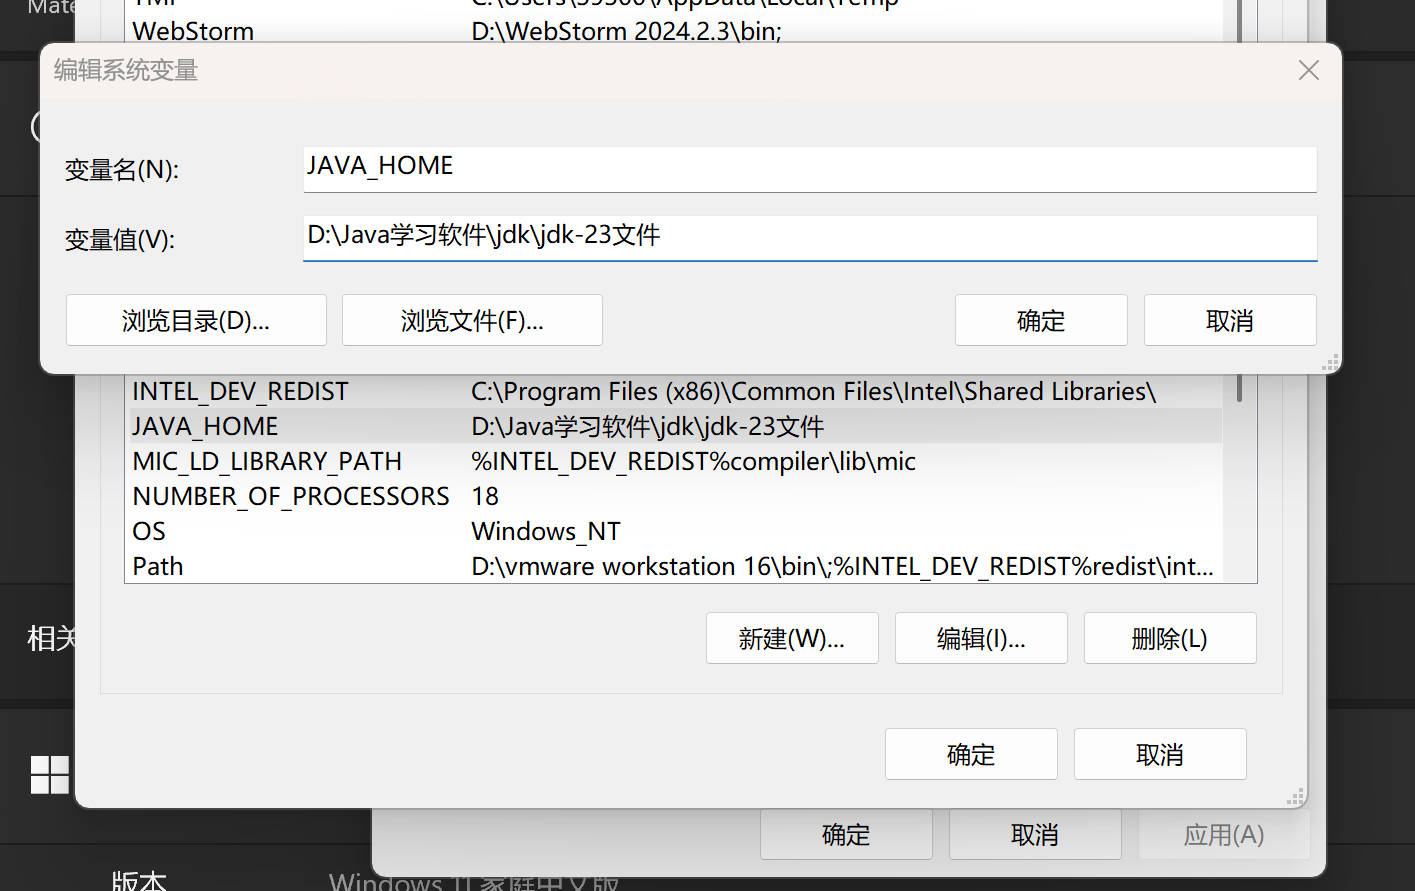 Mate
TMP C:\Users\59300\AppData\Local\Temp
WebStorm D:\WebStorm 2024.2.3\bin;
编辑系统变量
变量名(N): JAVA_HOME
变量值(V): D:\Java学习软件\jdk\jdk-23文件
浏览目录(D)... 浏览文件(F)... 确定 取消
INTEL_DEV_REDIST C:\Program Files (x86)\Common Files\Intel\Shared Libraries\
JAVA_HOME D:\Java学习软件\jdk\jdk-23文件
MIC_LD_LIBRARY_PATH %INTEL_DEV_REDIST%compiler\lib\mic
NUMBER_OF_PROCESSORS 18
OS Windows_NT
Path D:\vmware workstation 16\bin\;%INTEL_DEV_REDIST%redist\int...
新建(W)... 编辑(I)... 删除(L)
相关
确定 取消
确定 取消 应用(A)
版本 Windows 11 家庭中文版